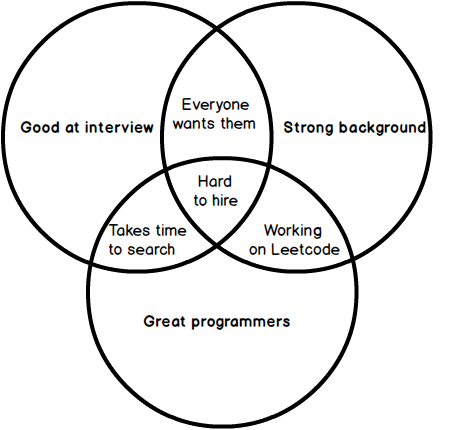 Everyone
wants them
Good at interview
Strong background
Hard
to hire
Takes time
to search
Working
on Leetcode
Great programmers